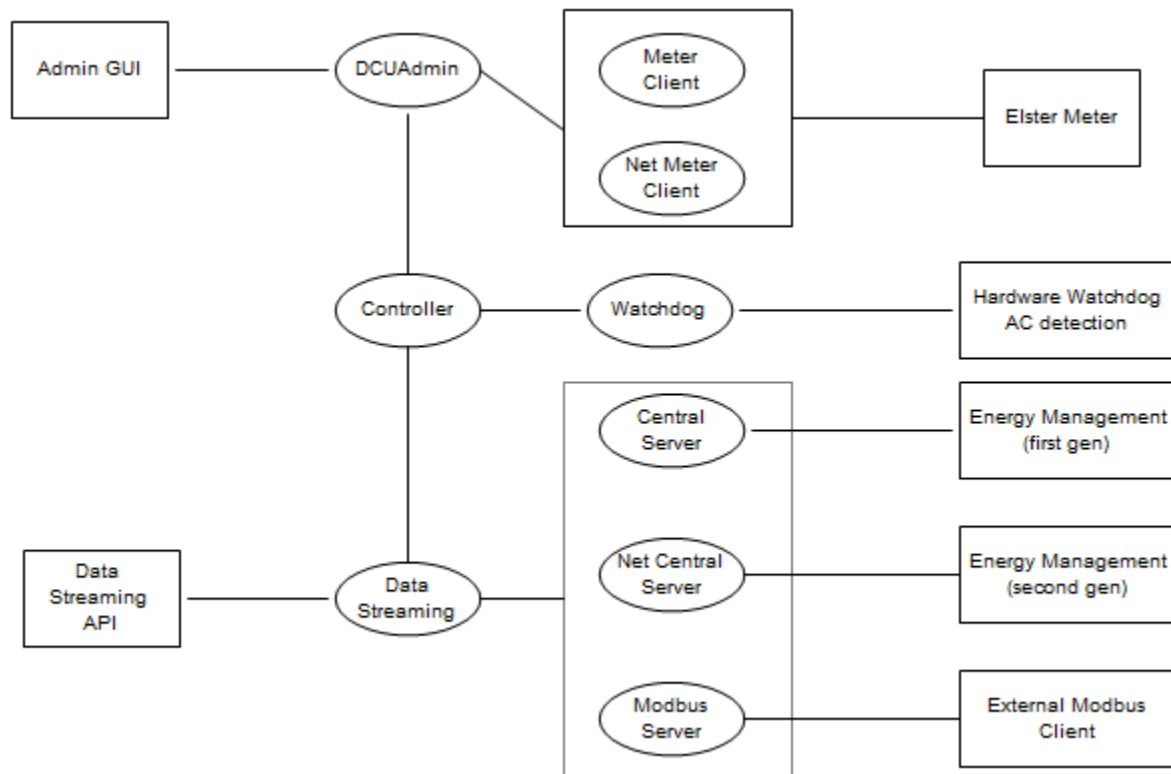 Admin GUI
DCUAdmin
Meter
Client
Net Meter
Client
Elster Meter
Controller
Watchdog
Hardware Watchdog
AC detection
Central
Server
Energy Management
(first gen)
Net Central
Server
Energy Management
(second gen)
Data
Streaming
API
Data
Streaming
Modbus
Server
External Modbus
Client